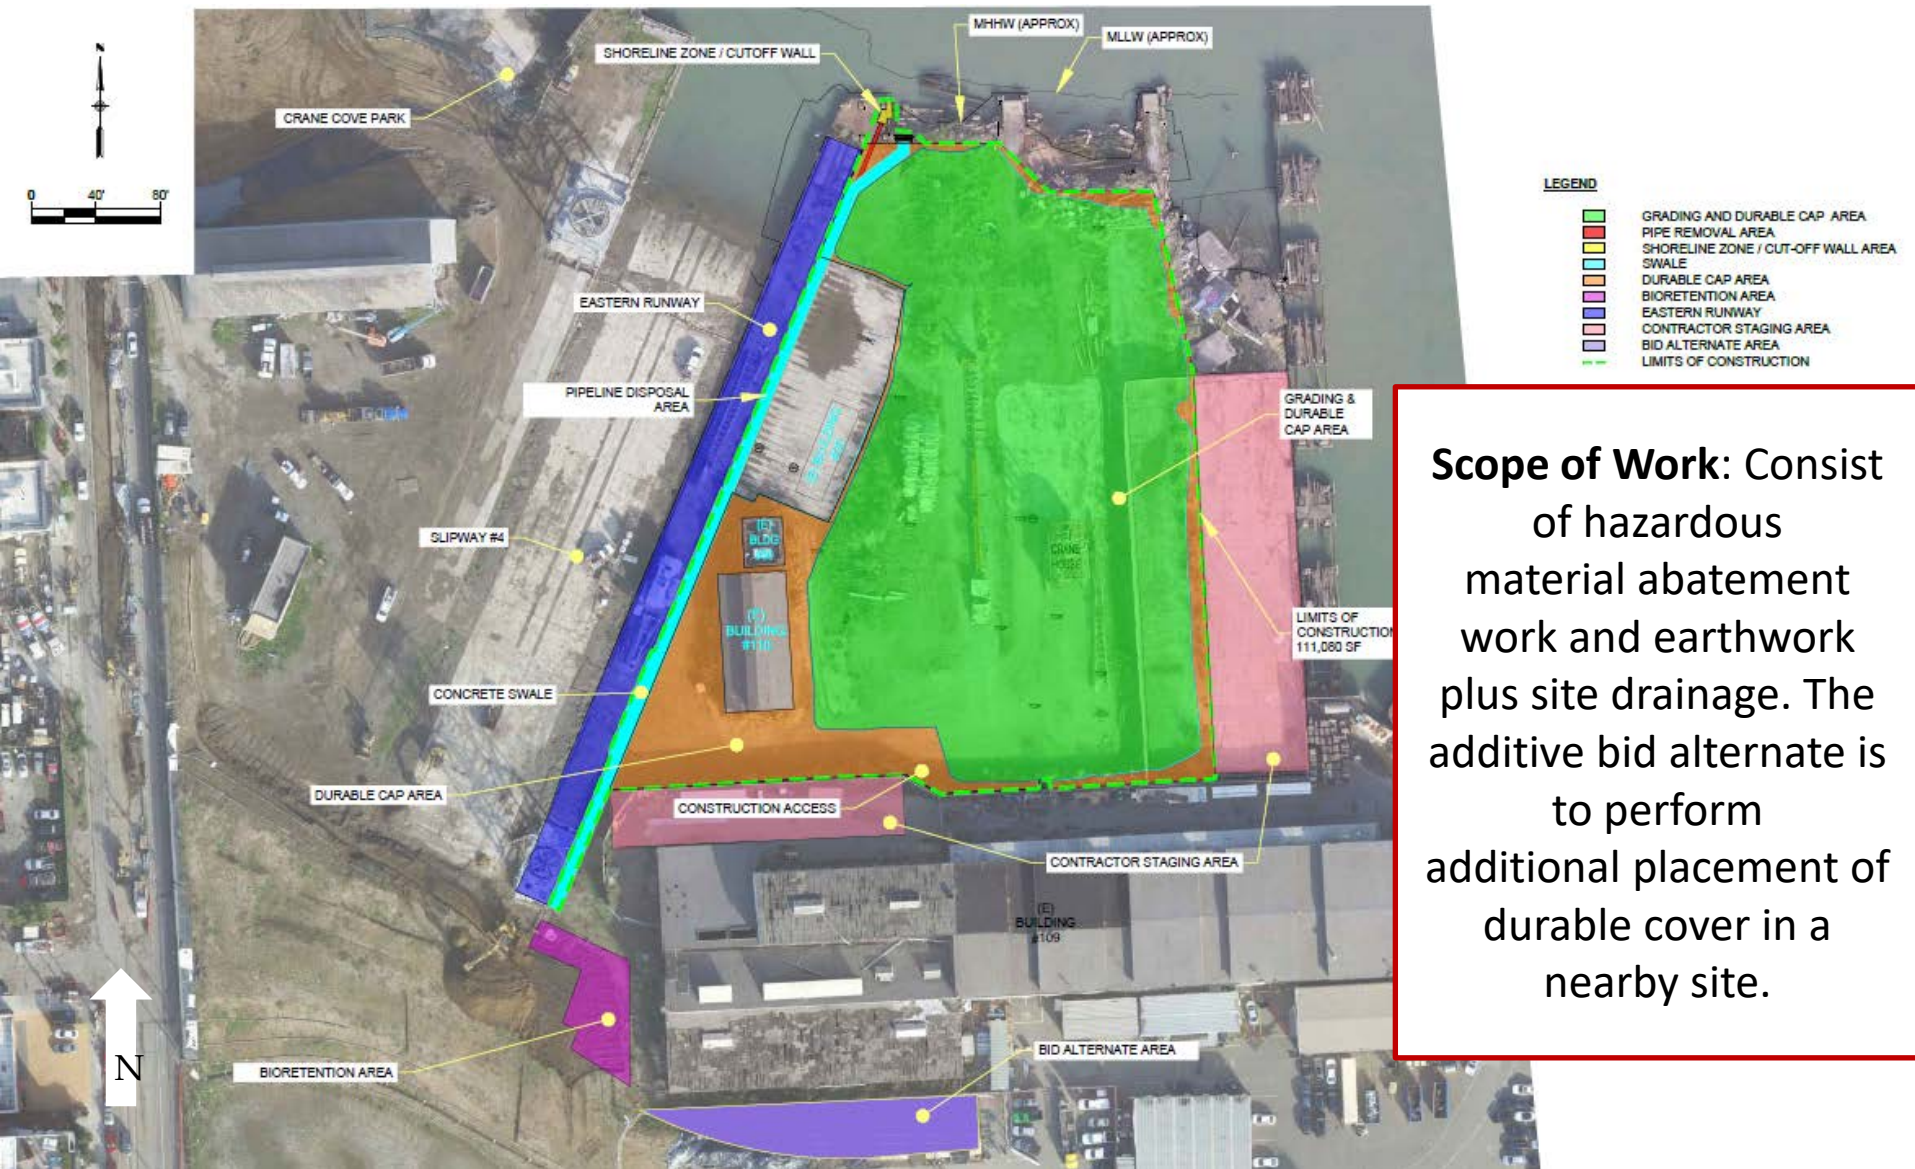 MHHW (APPROX)
MLLW (APPROX)
SHORELINE ZONE / CUTOFF WALL
N
CRANE COVE PARK
0 40' 80'
LEGEND
GRADING AND DURABLE CAP AREA
PIPE REMOVAL AREA
SHORELINE ZONE / CUT-OFF WALL AREA
SWALE
DURABLE CAP AREA
BIORETENTION AREA
EASTERN RUNWAY
CONTRACTOR STAGING AREA
BID ALTERNATE AREA
LIMITS OF CONSTRUCTION
EASTERN RUNWAY
PIPELINE DISPOSAL
AREA
GRADING &
DURABLE
CAP AREA
(E) BUILDING
SLIPWAY #4
(E)
BLDG
CRANE
HOUSE
(E)
BUILDING
#110
LIMITS OF
CONSTRUCTION
111,080 SF
CONCRETE SWALE
DURABLE CAP AREA
CONSTRUCTION ACCESS
CONTRACTOR STAGING AREA
(E)
BUILDING
#109
BIORETENTION AREA
BID ALTERNATE AREA
N
Scope of Work: Consist
of hazardous
material abatement
work and earthwork
plus site drainage. The
additive bid alternate is
to perform
additional placement of
durable cover in a
nearby site.